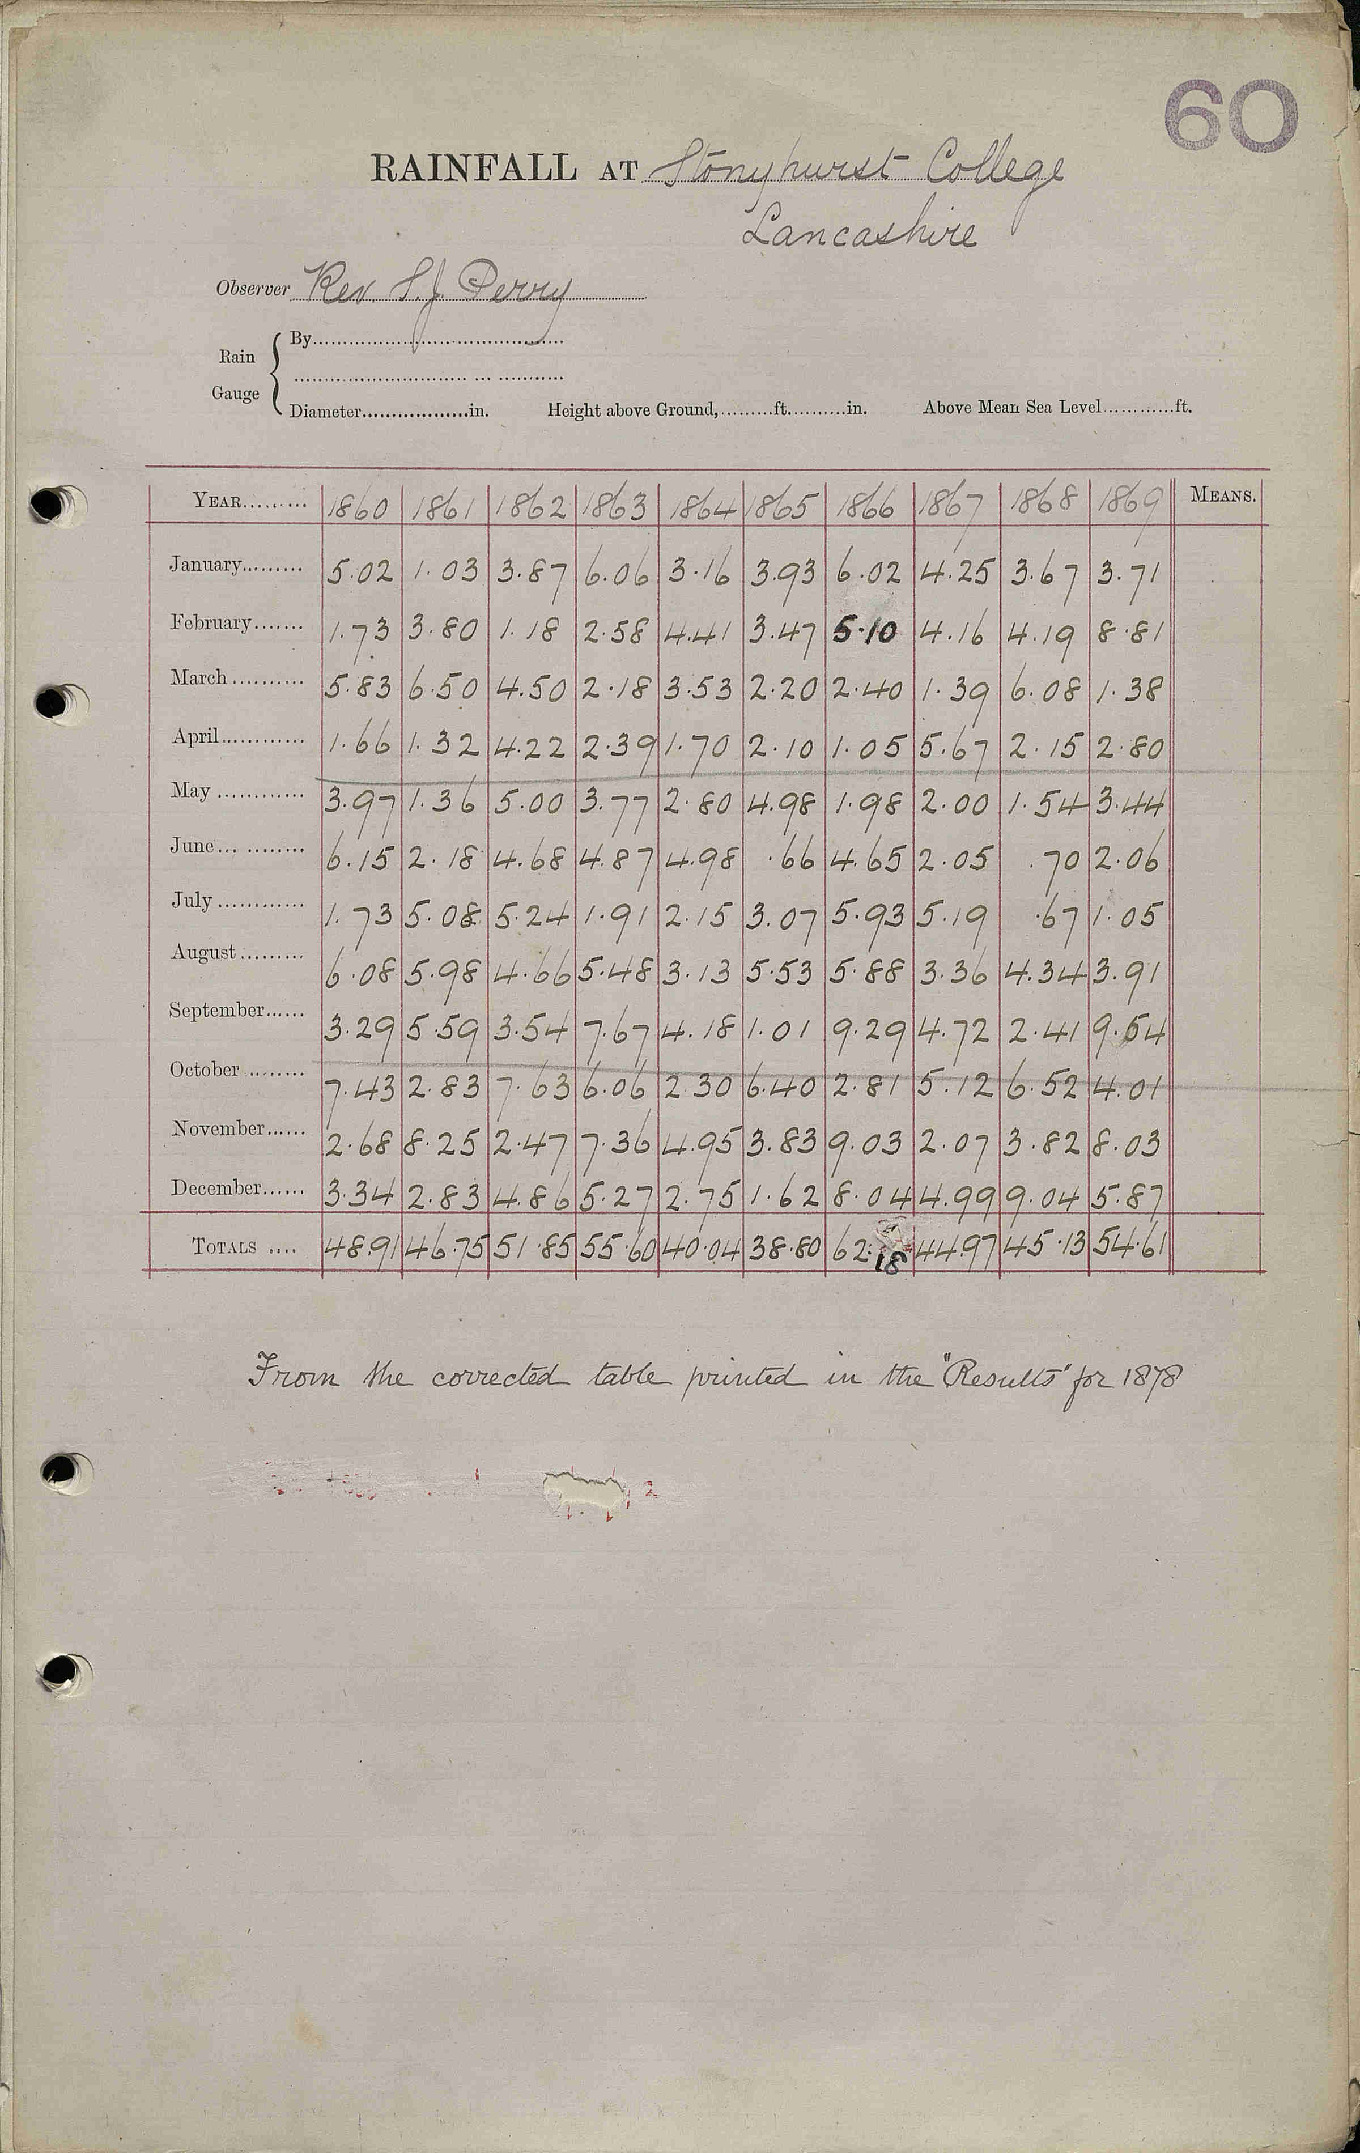 60
RAINFALL AT Stonyhurst College
Lancashire
Observer Rev. S.J. Perry
Rain Gauge { By
Diameter in. Height above Ground, ft. in. Above Mean Sea Level ft.
YEAR 1860 1861 1862 1863 1864 1865 1866 1867 1868 1869 MEANS.
January 5.02 1.03 3.87 6.06 3.16 3.93 6.02 4.25 3.67 3.71
February 1.73 3.80 1.18 2.58 4.41 3.47 5.10 4.16 4.19 8.81
March 5.83 6.50 4.50 2.18 3.53 2.20 2.40 1.39 6.08 1.38
April 1.66 1.32 4.22 2.39 1.70 2.10 1.05 5.67 2.15 2.80
May 3.97 1.36 5.00 3.77 2.80 4.98 1.98 2.00 1.54 3.44
June 6.15 2.18 4.68 4.87 4.98 .66 4.65 2.05 .70 2.06
July 1.73 5.08 5.24 1.91 2.15 3.07 5.93 5.19 .67 1.05
August 6.08 5.98 4.66 5.48 3.13 5.53 5.88 3.36 4.34 3.91
September 3.29 5.59 3.54 7.67 4.18 1.01 9.29 4.72 2.41 9.54
October 7.43 2.83 7.63 6.06 2.30 6.40 2.81 5.12 6.52 4.01
November 2.68 8.25 2.47 7.36 4.95 3.83 9.03 2.07 3.82 8.03
December 3.34 2.83 4.86 5.27 2.75 1.62 8.04 4.99 9.04 5.87
TOTALS 48.91 46.75 51.85 55.60 40.04 38.80 62.18 44.97 45.13 54.61
From the corrected table printed in the "Results" for 1878